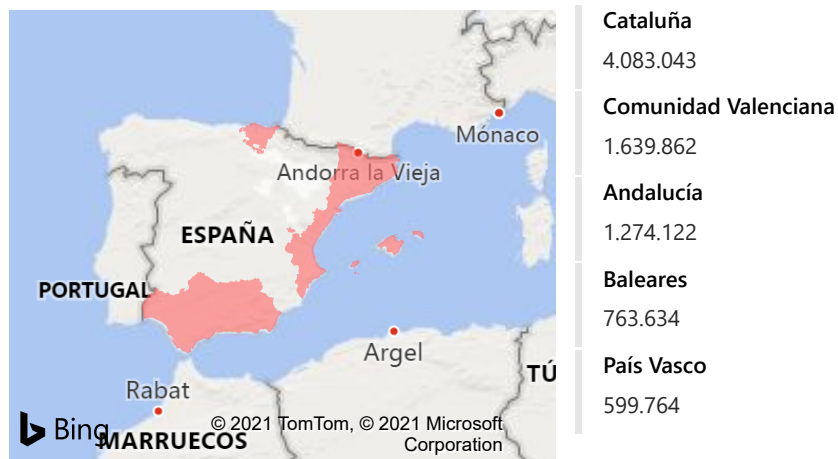 Mónaco
Andorra la Vieja
ESPAÑA
PORTUGAL
Argel
TÚ
Rabat
© 2021 TomTom, © 2021 Microsoft
Bing
MARRUECOS
Corporation
Cataluña
4.083.043
Comunidad Valenciana
1.639.862
Andalucía
1.274.122
Baleares
763.634
País Vasco
599.764